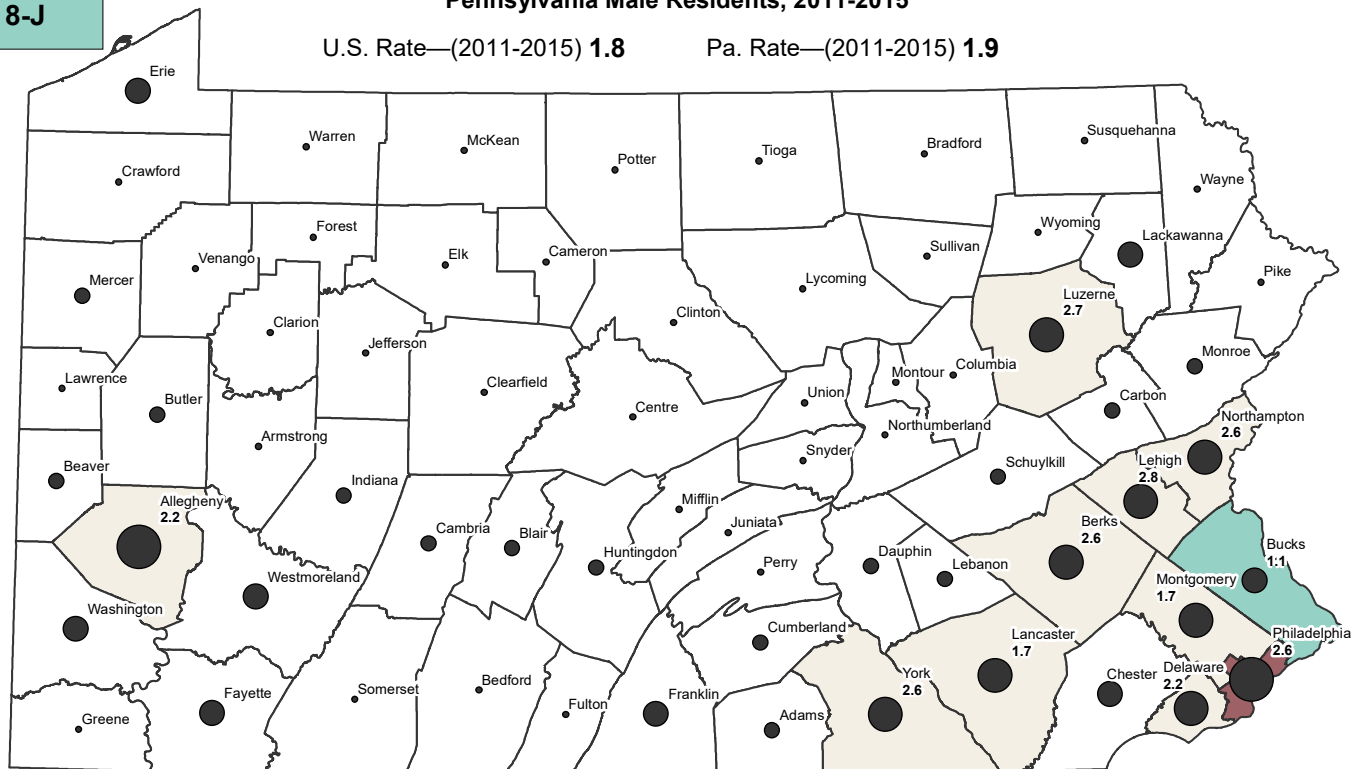 8-J
Pennsylvania Male Residents, 2011-2015
U.S. Rate—(2011-2015) 1.8
Pa. Rate—(2011-2015) 1.9
Erie
Warren
McKean
Potter
Tioga
Bradford
Susquehanna
Wayne
Crawford
Forest
Wyoming
Lackawanna
Venango
Elk
Cameron
Sullivan
Mercer
Lycoming
Pike
Luzerne
2.7
Clarion
Clinton
Jefferson
Monroe
Lawrence
Clearfield
Montour
Columbia
Butler
Union
Carbon
Centre
Northampton
2.6
Armstrong
Northumberland
Beaver
Snyder
Schuylkill
Lehigh
2.8
Indiana
Allegheny
2.2
Mifflin
Cambria
Blair
Juniata
Berks
2.6
Huntingdon
Perry
Dauphin
Lebanon
Bucks
1.1
Westmoreland
Montgomery
1.7
Washington
Cumberland
Lancaster
1.7
Philadelphia
2.6
Fayette
Somerset
Bedford
Franklin
York
2.6
Chester
Delaware
2.2
Greene
Fulton
Adams